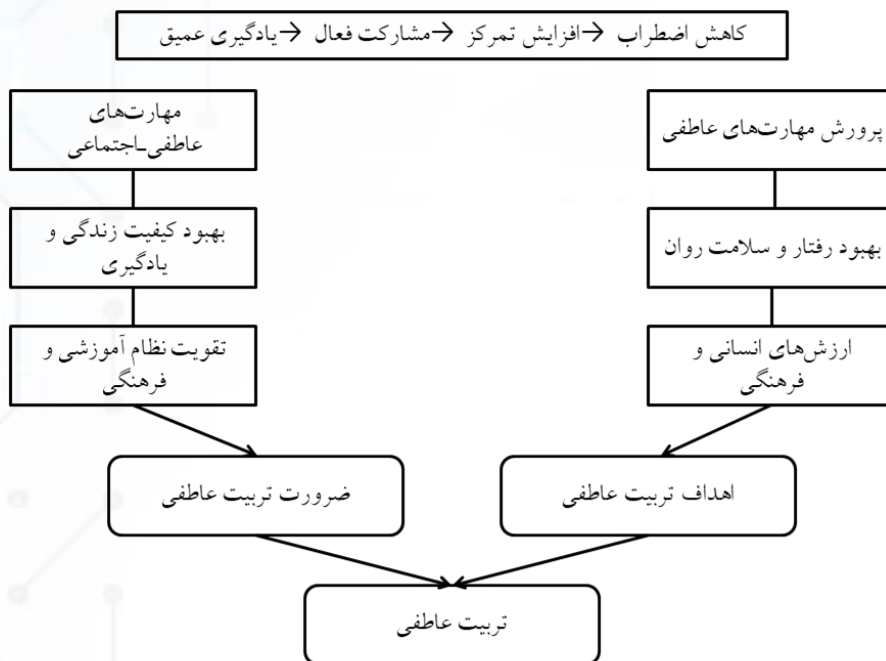 کاهش اضطراب → افزایش تمرکز → مشارکت فعال → یادگیری عمیق
پرورش مهارت‌های عاطفی
بهبود رفتار و سلامت روان
ارزش‌های انسانی و
فرهنگی
مهارت‌های
عاطفی-اجتماعی
بهبود کیفیت زندگی و
یادگیری
تقویت نظام آموزشی و
فرهنگی
اهداف تربیت عاطفی
ضرورت تربیت عاطفی
تربیت عاطفی